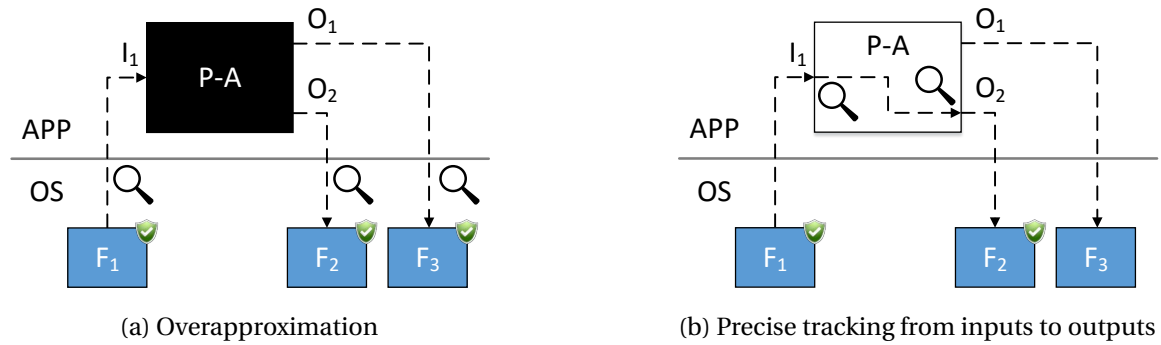 O1
I1
P-A
O2
APP
OS
F1
F2
F3
(a) Overapproximation
O1
P-A
I1
O2
APP
OS
F1
F2
F3
(b) Precise tracking from inputs to outputs